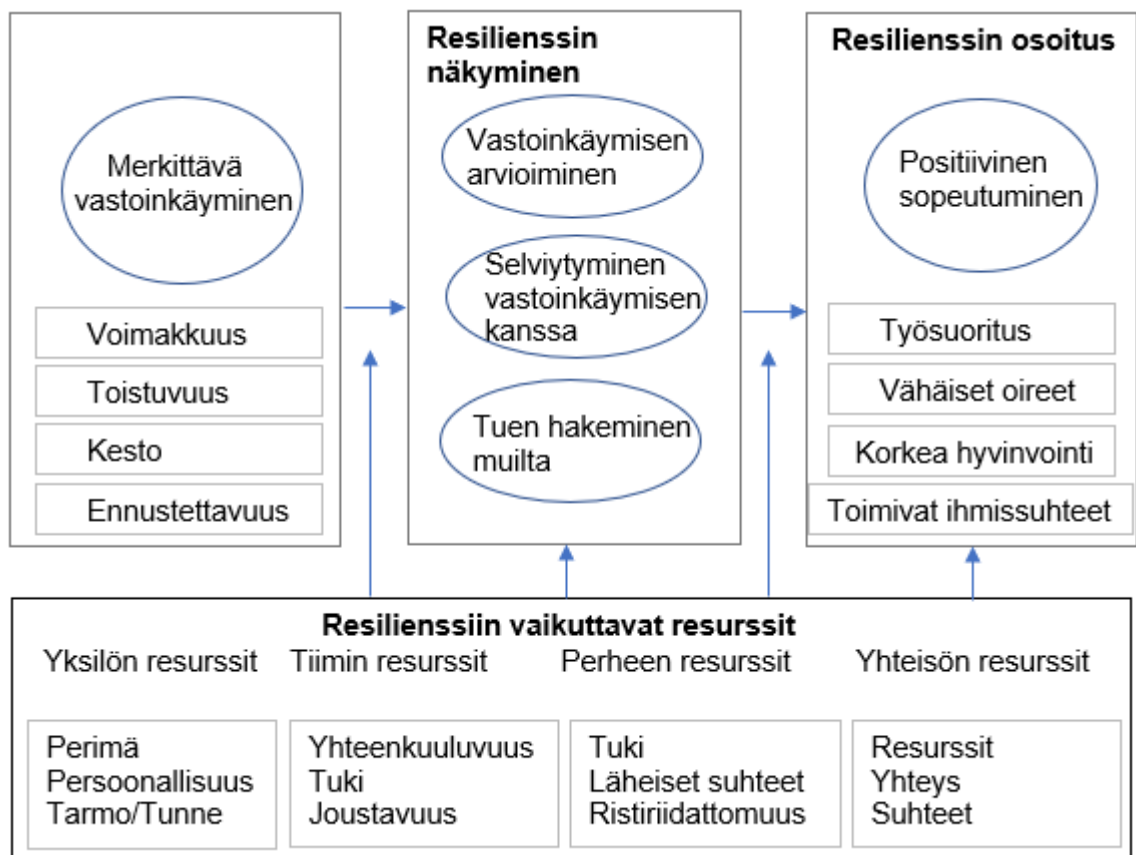 Merkittävä
vastoinkäyminen
Voimakkuus
Toistuvuus
Kesto
Ennustettavuus
Resilienssin
näkyminen
Vastoinkäymisen
arvioiminen
Selviytyminen
vastoinkäymisen
kanssa
Tuen hakeminen
muilta
Resilienssin osoitus
Positiivinen
sopeutuminen
Työsuoritus
Vähäiset oireet
Korkea hyvinvointi
Toimivat ihmissuhteet
Resilienssiin vaikuttavat resurssit
Yksilön resurssit
Perimä
Persoonallisuus
Tarmo/Tunne
Tiimin resurssit
Yhteenkuuluvuus
Tuki
Joustavuus
Perheen resurssit
Tuki
Läheiset suhteet
Ristiriidattomuus
Yhteisön resurssit
Resurssit
Yhteys
Suhteet